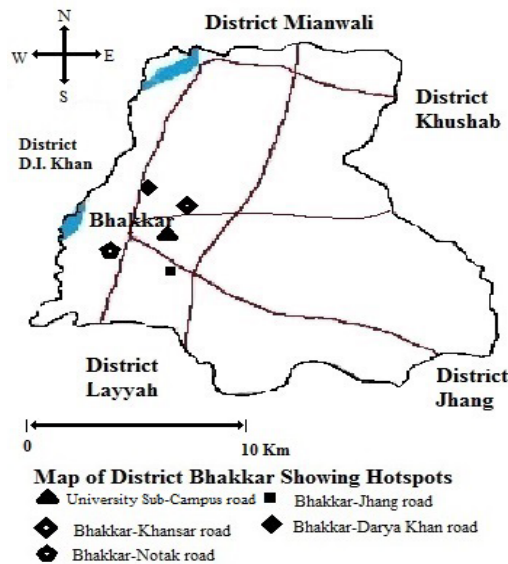 District Mianwali
N
W E
S
District
Khushab
District
D.I. Khan
Bhakkar
District
Layyah
District
Jhang
0 10 Km
Map of District Bhakkar Showing Hotspots
University Sub-Campus road
Bhakkar-Jhang road
Bhakkar-Khansar road
Bhakkar-Darya Khan road
Bhakkar-Notak road